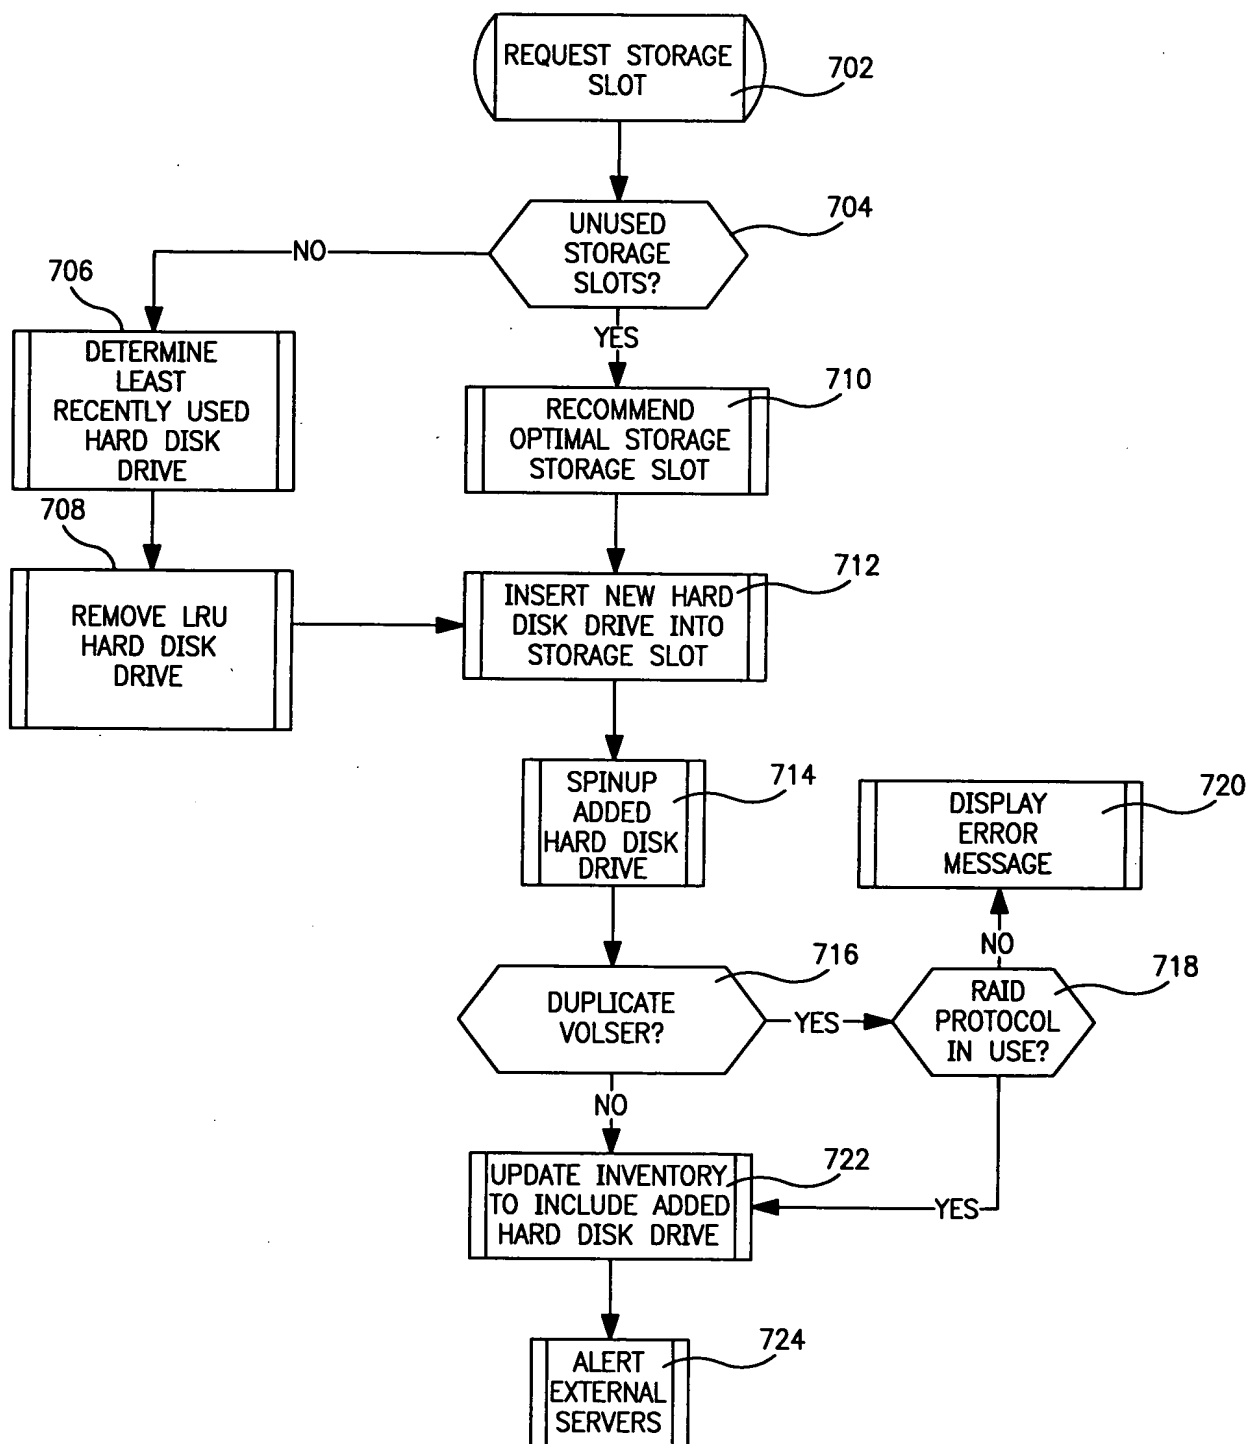 REQUEST STORAGE
SLOT
702
UNUSED
STORAGE
SLOTS?
704
NO
YES
706
DETERMINE
LEAST
RECENTLY USED
HARD DISK
DRIVE
710
RECOMMEND
OPTIMAL STORAGE
STORAGE SLOT
708
REMOVE LRU
HARD DISK
DRIVE
712
INSERT NEW HARD
DISK DRIVE INTO
STORAGE SLOT
714
SPINUP
ADDED
HARD DISK
DRIVE
720
DISPLAY
ERROR
MESSAGE
716
DUPLICATE
VOLSER?
YES
NO
718
RAID
PROTOCOL
IN USE?
NO
YES
722
UPDATE INVENTORY
TO INCLUDE ADDED
HARD DISK DRIVE
724
ALERT
EXTERNAL
SERVERS